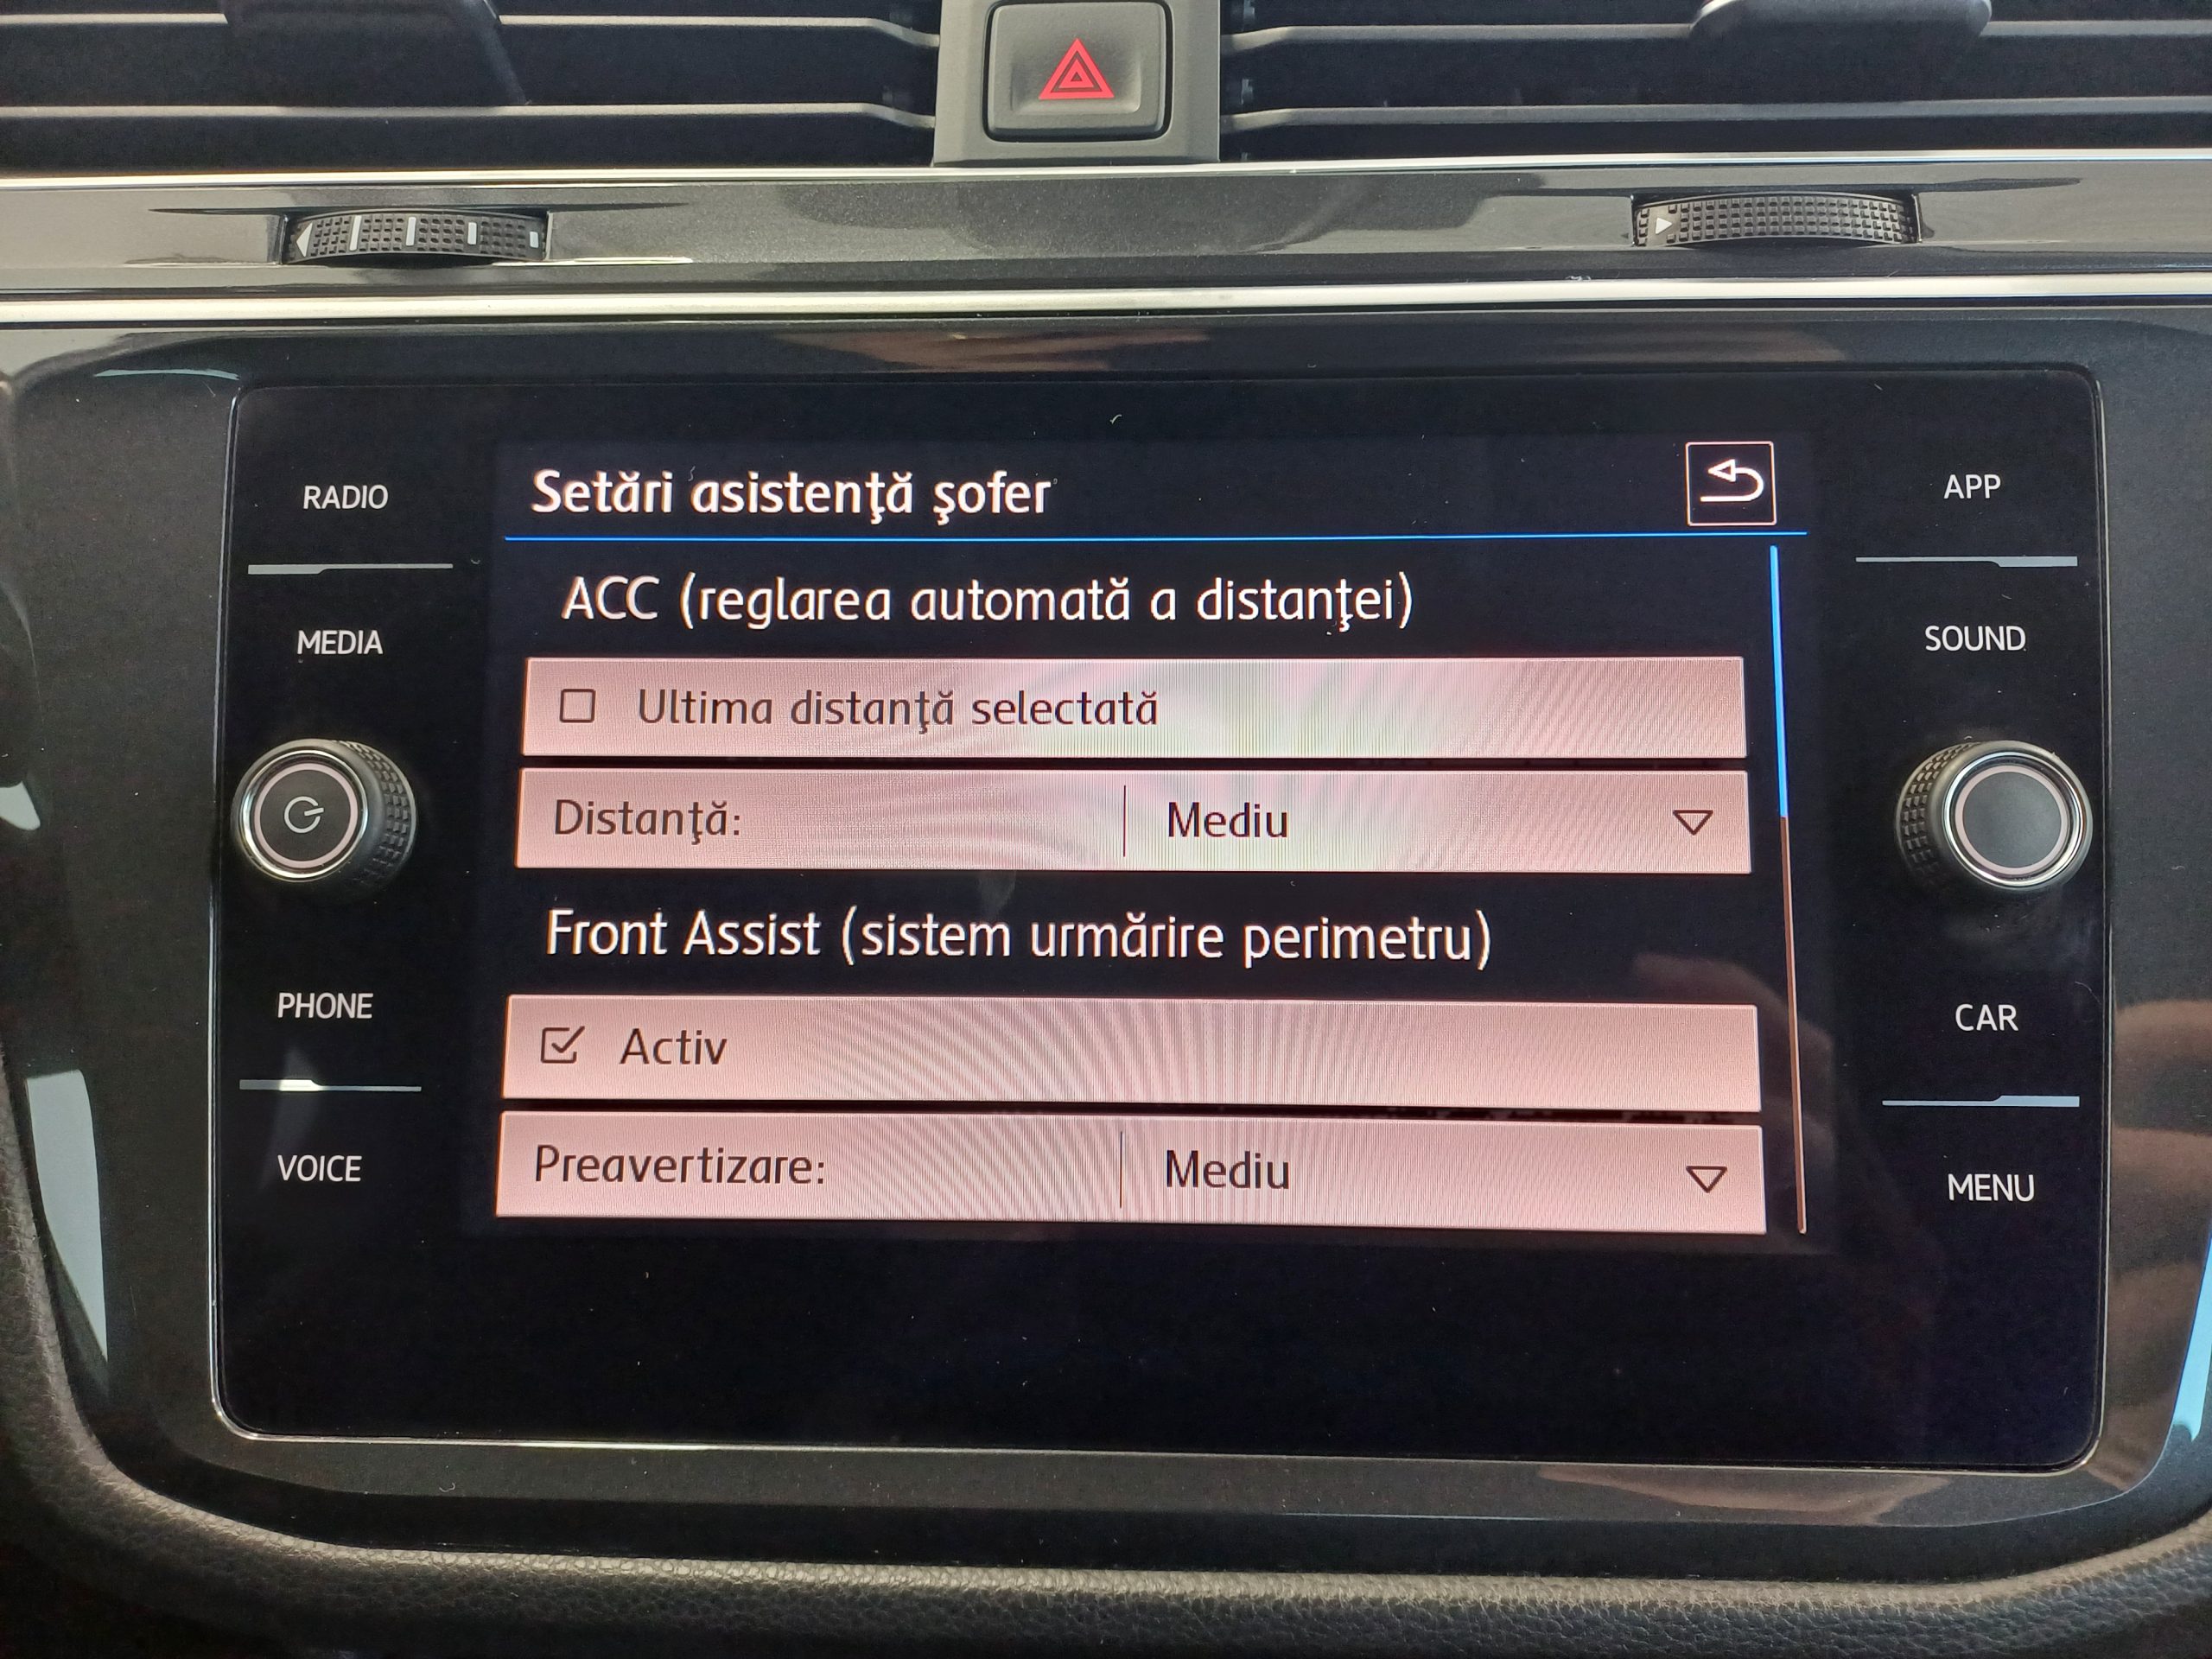 RADIO
MEDIA
PHONE
VOICE
Setări asistenţă şofer
ACC (reglarea automată a distanţei)
Ultima distanţă selectată
Distanţă: Mediu
Front Assist (sistem urmărire perimetru)
Activ
Preavertizare: Mediu
APP
SOUND
CAR
MENU